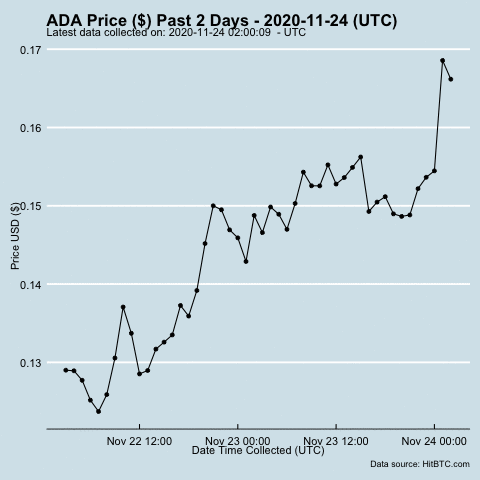 ADA Price ($) Past 2 Days - 2020-11-24 (UTC)
Latest data collected on: 2020-11-24 02:00:09 - UTC
0.17
0.16
0.15
0.14
0.13
Price USD ($)
Nov 22 12:00 Nov 23 00:00 Nov 23 12:00 Nov 24 00:00
Date Time Collected (UTC)
Data source: HitBTC.com